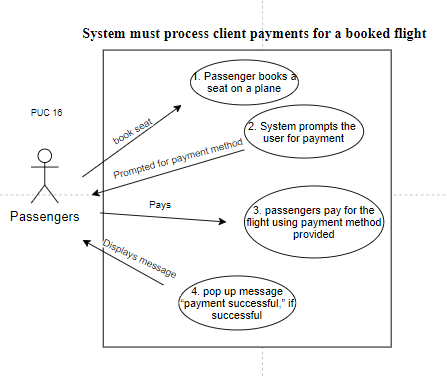 System must process client payments for a booked flight
1. Passenger books a
seat on a plane
PUC 16
book seat
2. System prompts the
user for payment
Prompted for payment method
Passengers
Pays
3. passengers pay for the
flight using payment method
provided
Displays message
4. pop up message
“payment successful,” if
successful